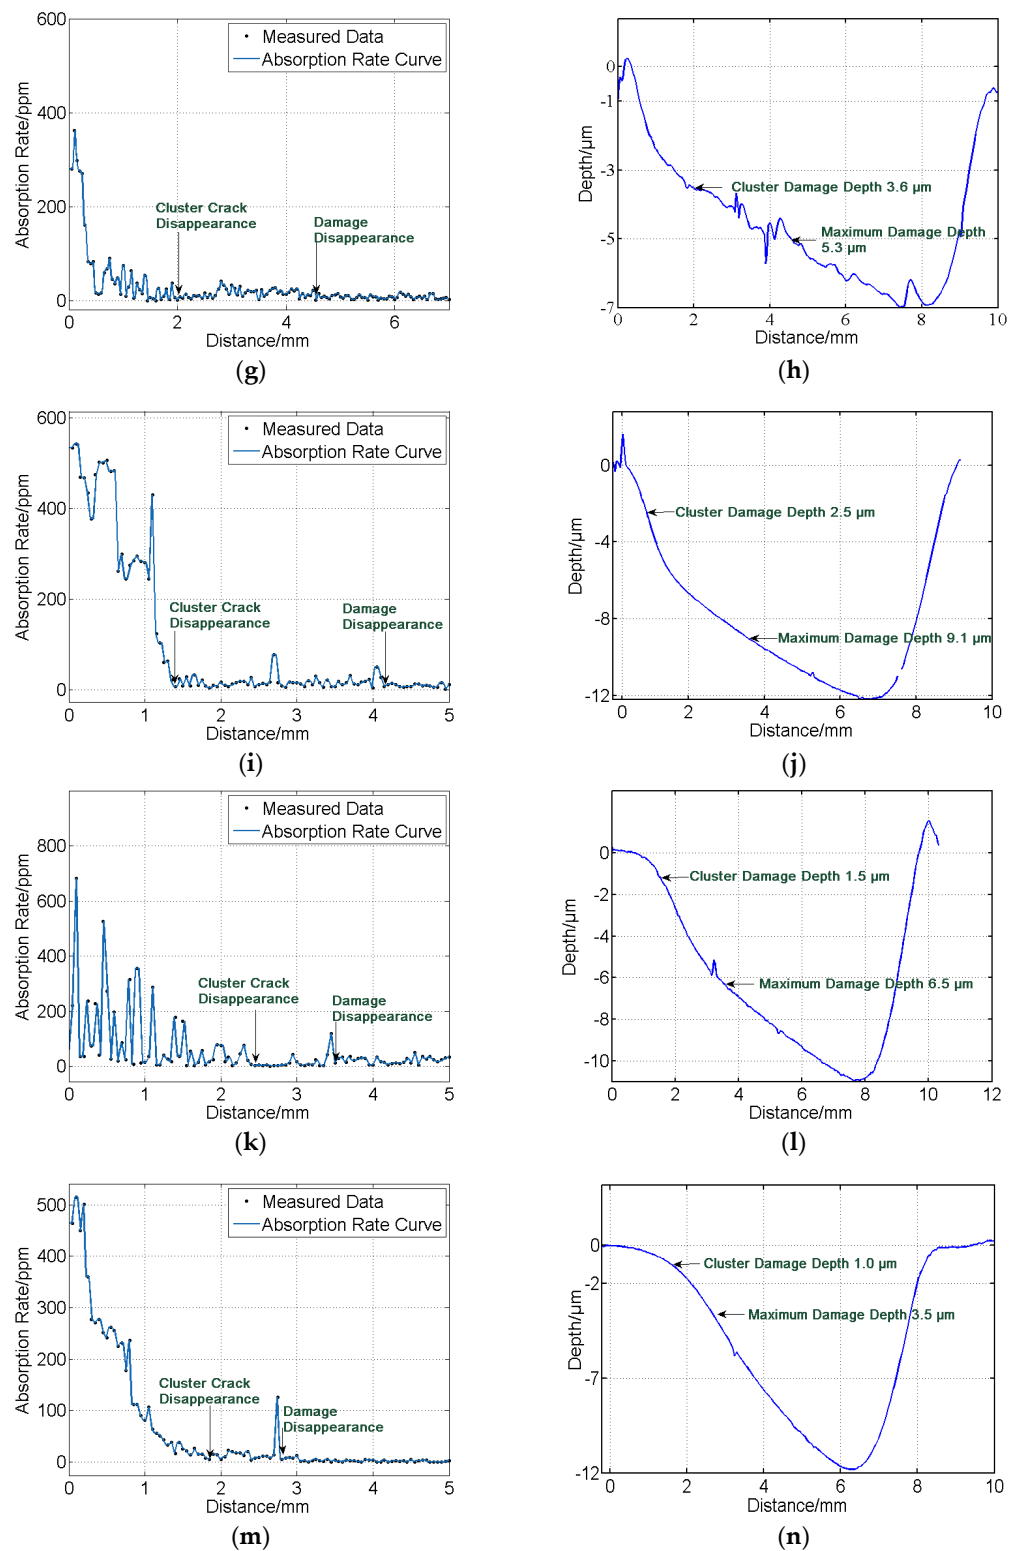 600
400
200
0
Absorption Rate/ppm
Measured Data
Absorption Rate Curve
Cluster Crack
Disappearance
Damage
Disappearance
0 2 4 6
Distance/mm
(g)
0
-1
-3
-5
-7
Depth/µm
Cluster Damage Depth 3.6 µm
Maximum Damage Depth
5.3 µm
0 2 4 6 8 10
Distance/mm
(h)
600
400
200
0
Absorption Rate/ppm
Measured Data
Absorption Rate Curve
Cluster Crack
Disappearance
Damage
Disappearance
0 1 2 3 4 5
Distance/mm
(i)
0
-4
-8
-12
Depth/µm
Cluster Damage Depth 2.5 µm
Maximum Damage Depth 9.1 µm
0 2 4 6 8 10
Distance/mm
(j)
800
600
400
200
0
Absorption Rate/ppm
Measured Data
Absorption Rate Curve
Cluster Crack
Disappearance
Damage
Disappearance
0 1 2 3 4 5
Distance/mm
(k)
0
-2
-4
-6
-8
-10
Depth/µm
Cluster Damage Depth 1.5 µm
Maximum Damage Depth 6.5 µm
0 2 4 6 8 10 12
Distance/mm
(l)
500
400
300
200
100
0
Absorption Rate/ppm
Measured Data
Absorption Rate Curve
Cluster Crack
Disappearance
Damage
Disappearance
0 1 2 3 4 5
Distance/mm
(m)
0
-2
-7
-12
Depth/µm
Cluster Damage Depth 1.0 µm
Maximum Damage Depth 3.5 µm
0 2 4 6 8 10
Distance/mm
(n)